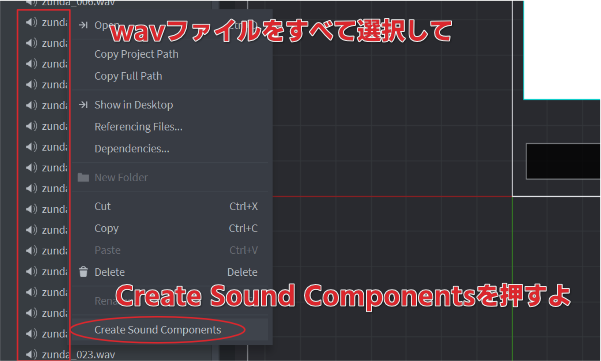 zunda_006.wav
wavファイルをすべて選択して
zunda
Open
zunda
Copy Project Path
zunda
Copy Full Path
zunda
Show in Desktop
zunda
Referencing Files...
zunda
Dependencies...
zunda
New Folder
zunda
Cut Ctrl+X
zunda
Copy Ctrl+C
zunda
Paste Ctrl+V
zunda
Delete Delete
zunda
Create Sound Componentsを押すよ
zunda
zunda
Create Sound Components
zunda_023.wav